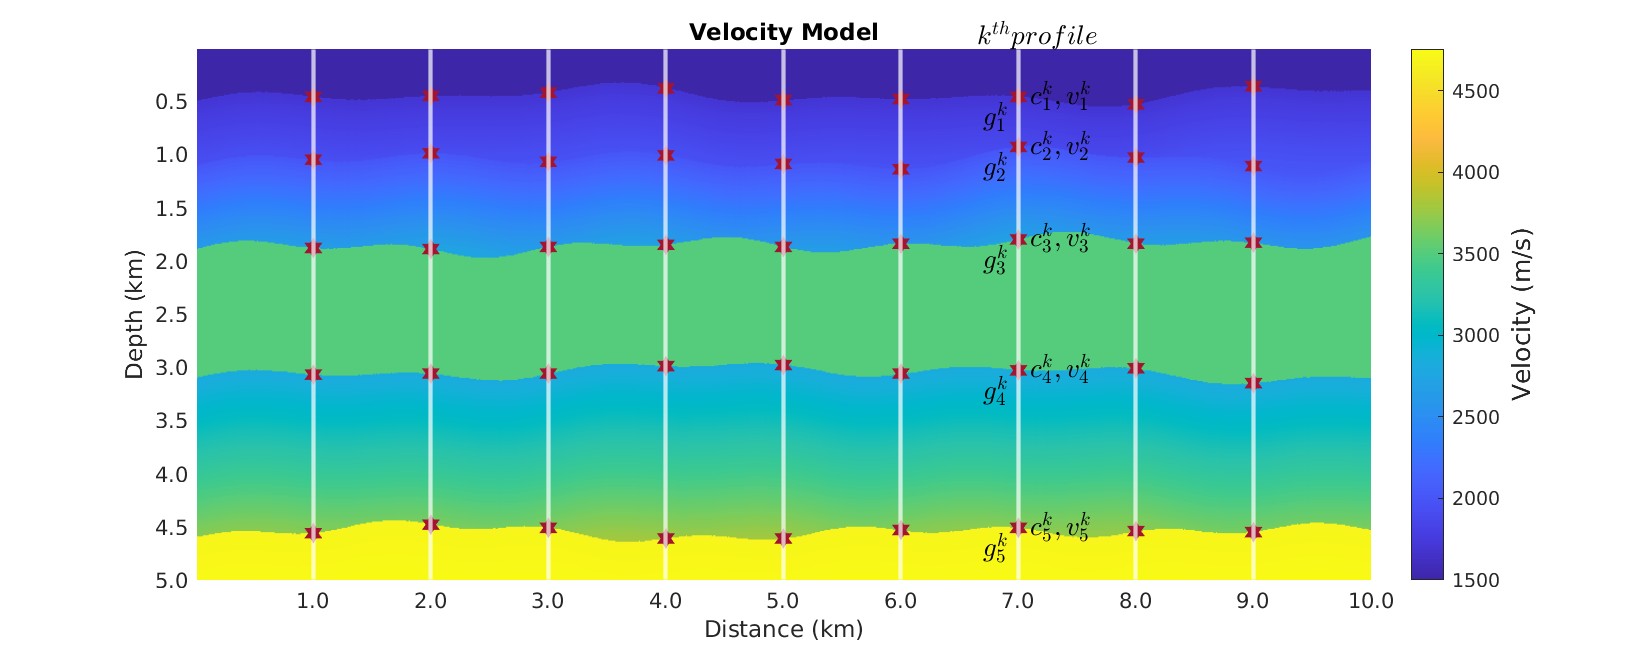 Velocity Model
k^{th} profile
0.5
1.0
1.5
2.0
2.5
3.0
3.5
4.0
4.5
5.0
Depth (km)
c_1^k, v_1^k
g_1^k
c_2^k, v_2^k
g_2^k
c_3^k, v_3^k
g_3^k
c_4^k, v_4^k
g_4^k
c_5^k, v_5^k
g_5^k
1.0 2.0 3.0 4.0 5.0 6.0 7.0 8.0 9.0 10.0
Distance (km)
4500
4000
3500
3000
2500
2000
1500
Velocity (m/s)